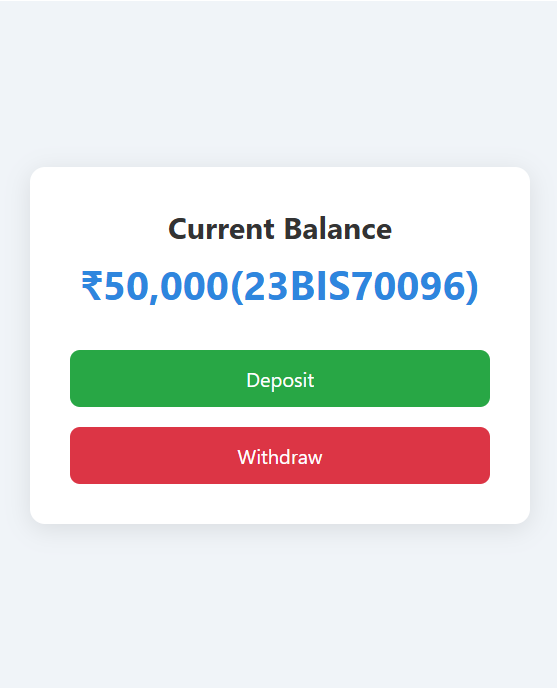 Current Balance
₹50,000(23BIS70096)
Deposit
Withdraw